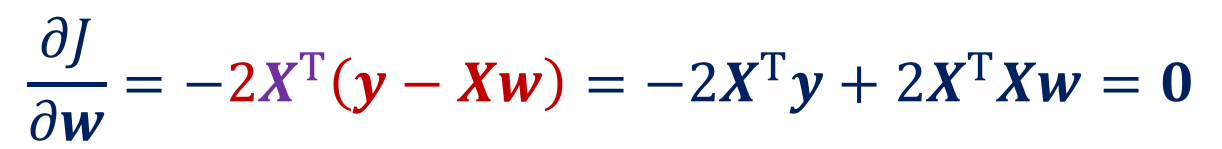 ∂J/∂w = −2Xᵀ(y − Xw) = −2Xᵀy + 2XᵀXw = 0